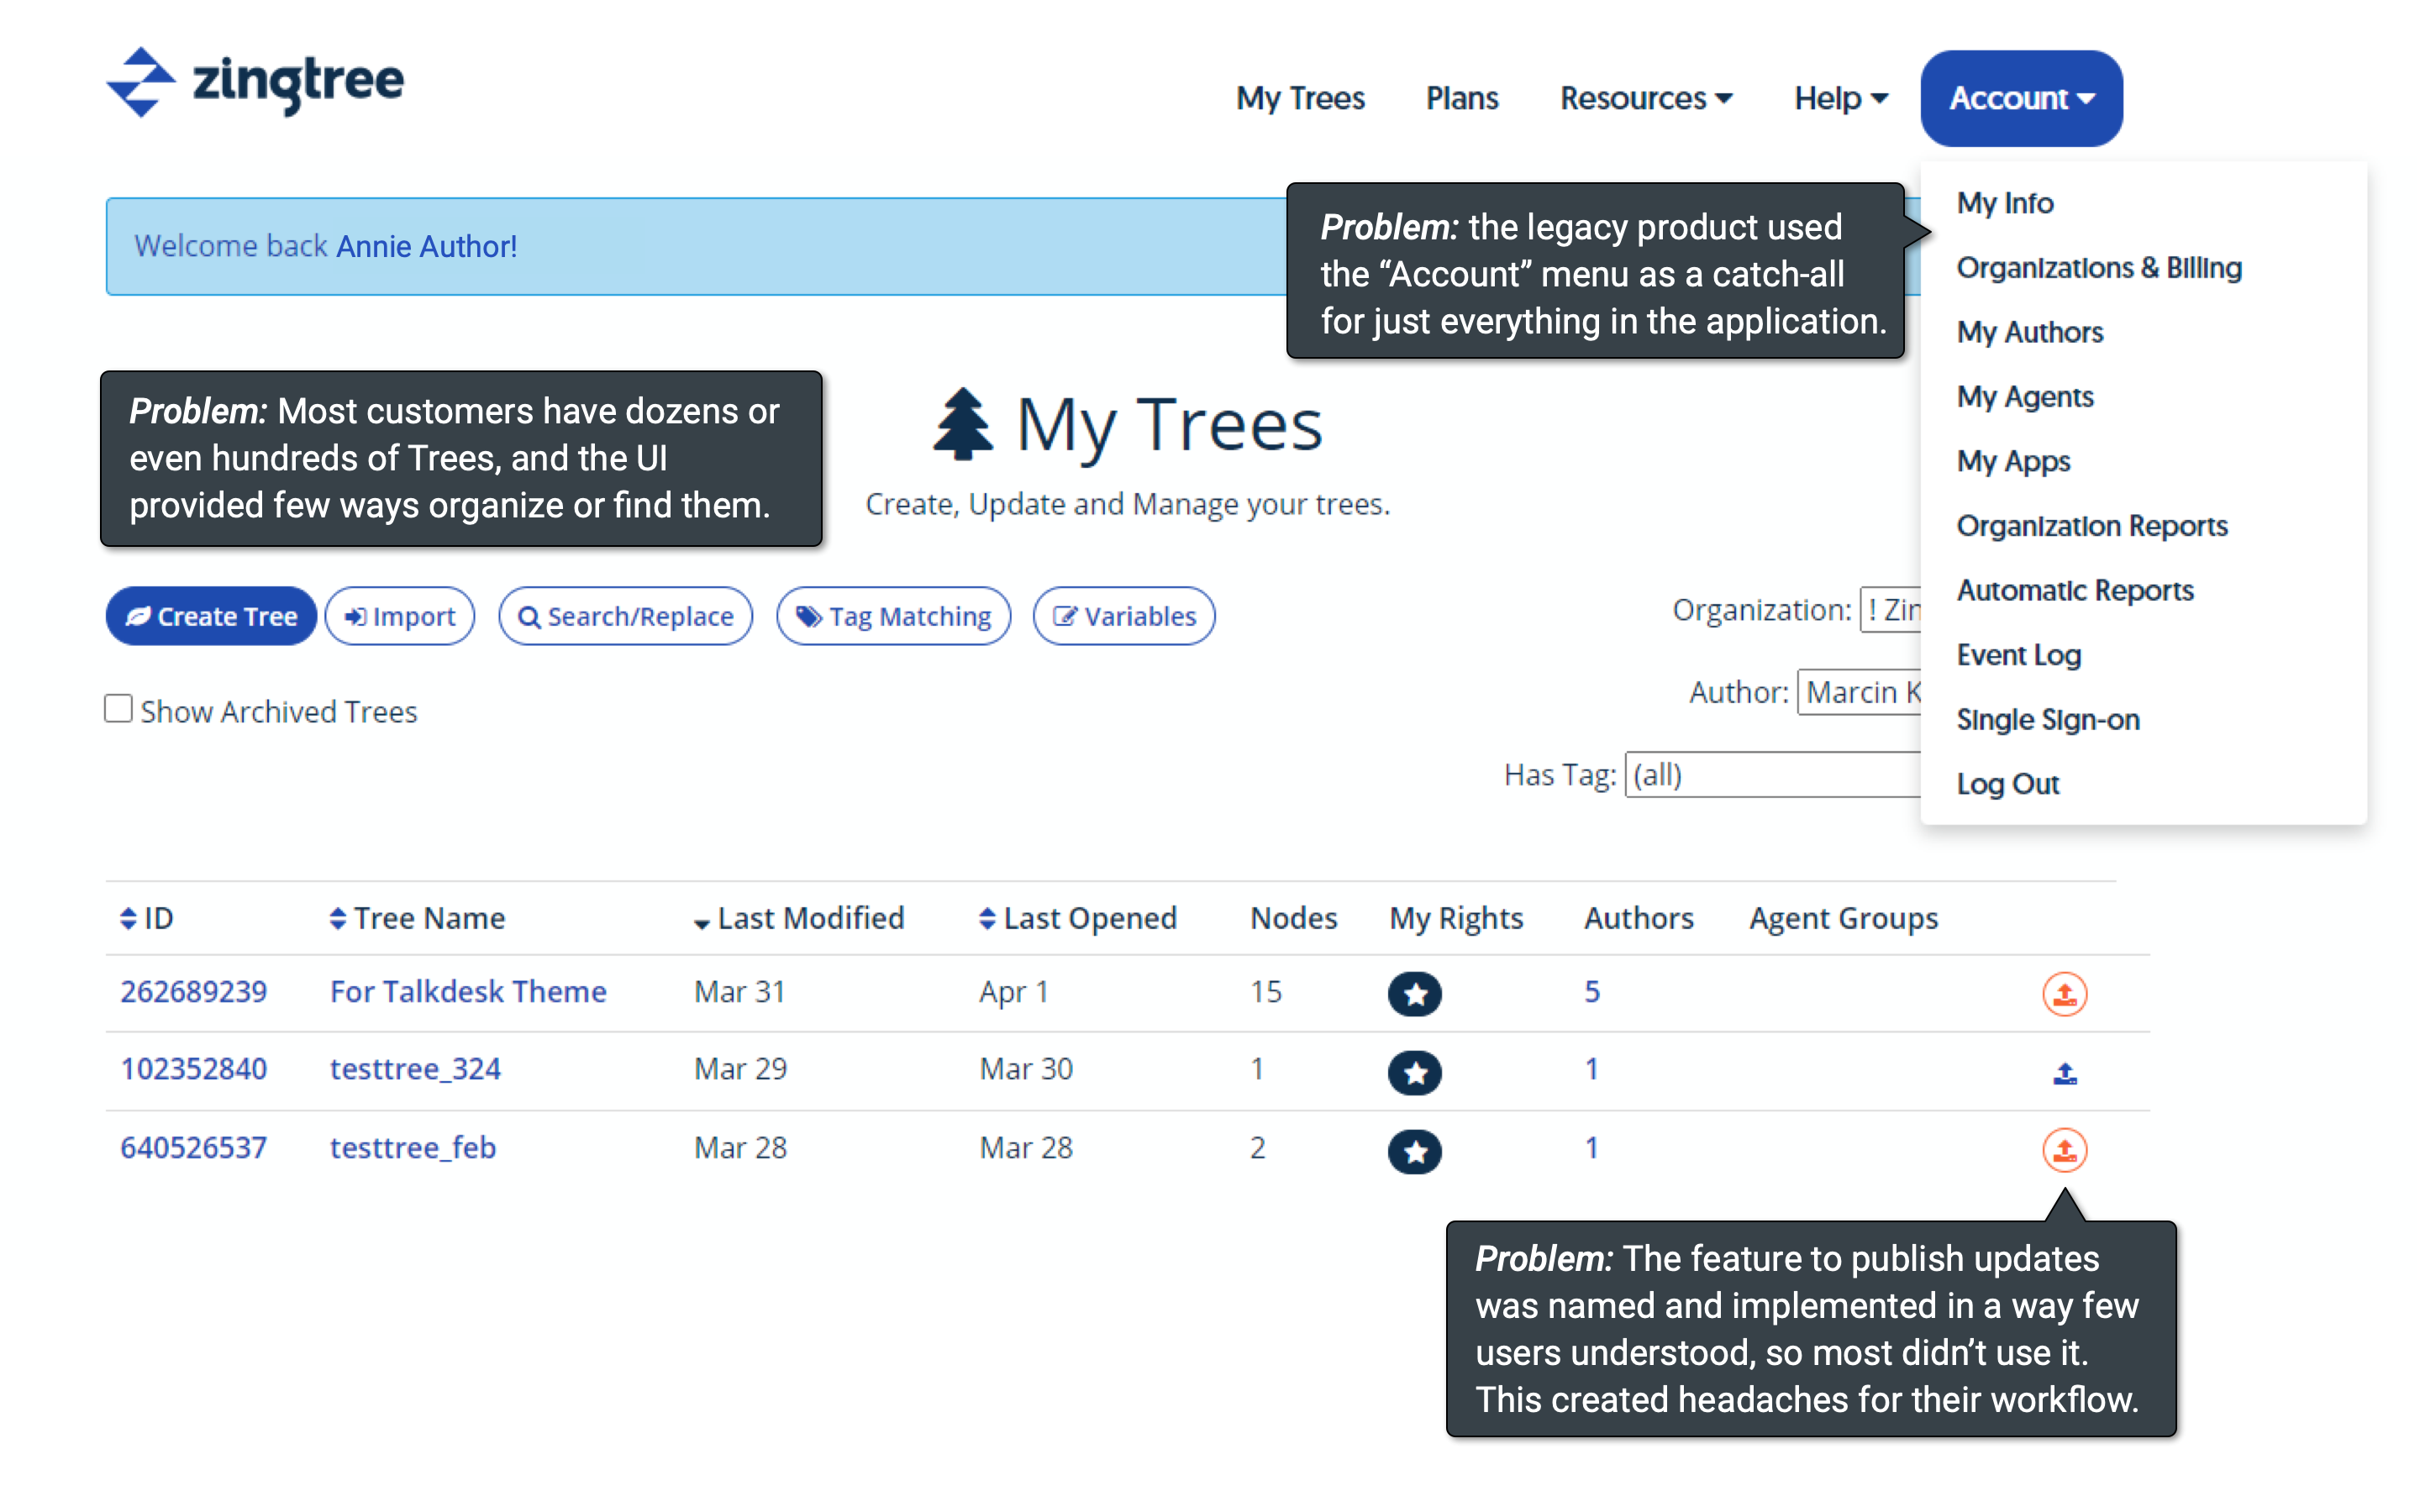 zingtree
My Trees Plans Resources Help Account
My Info
Organizations & Billing
My Authors
My Agents
My Apps
Organization Reports
Automatic Reports
Event Log
Single Sign-on
Log Out
Welcome back Annie Author!
Problem: the legacy product used
the “Account” menu as a catch-all
for just everything in the application.
Problem: Most customers have dozens or
even hundreds of Trees, and the UI
provided few ways organize or find them.
My Trees
Create, Update and Manage your trees.
Create Tree Import Search/Replace Tag Matching Variables
Organization: ! Zin
Show Archived Trees
Author: Marcin K
Has Tag: (all)
ID Tree Name Last Modified Last Opened Nodes My Rights Authors Agent Groups
262689239 For Talkdesk Theme Mar 31 Apr 1 15 5
102352840 testtree_324 Mar 29 Mar 30 1 1
640526537 testtree_feb Mar 28 Mar 28 2 1
Problem: The feature to publish updates
was named and implemented in a way few
users understood, so most didn’t use it.
This created headaches for their workflow.